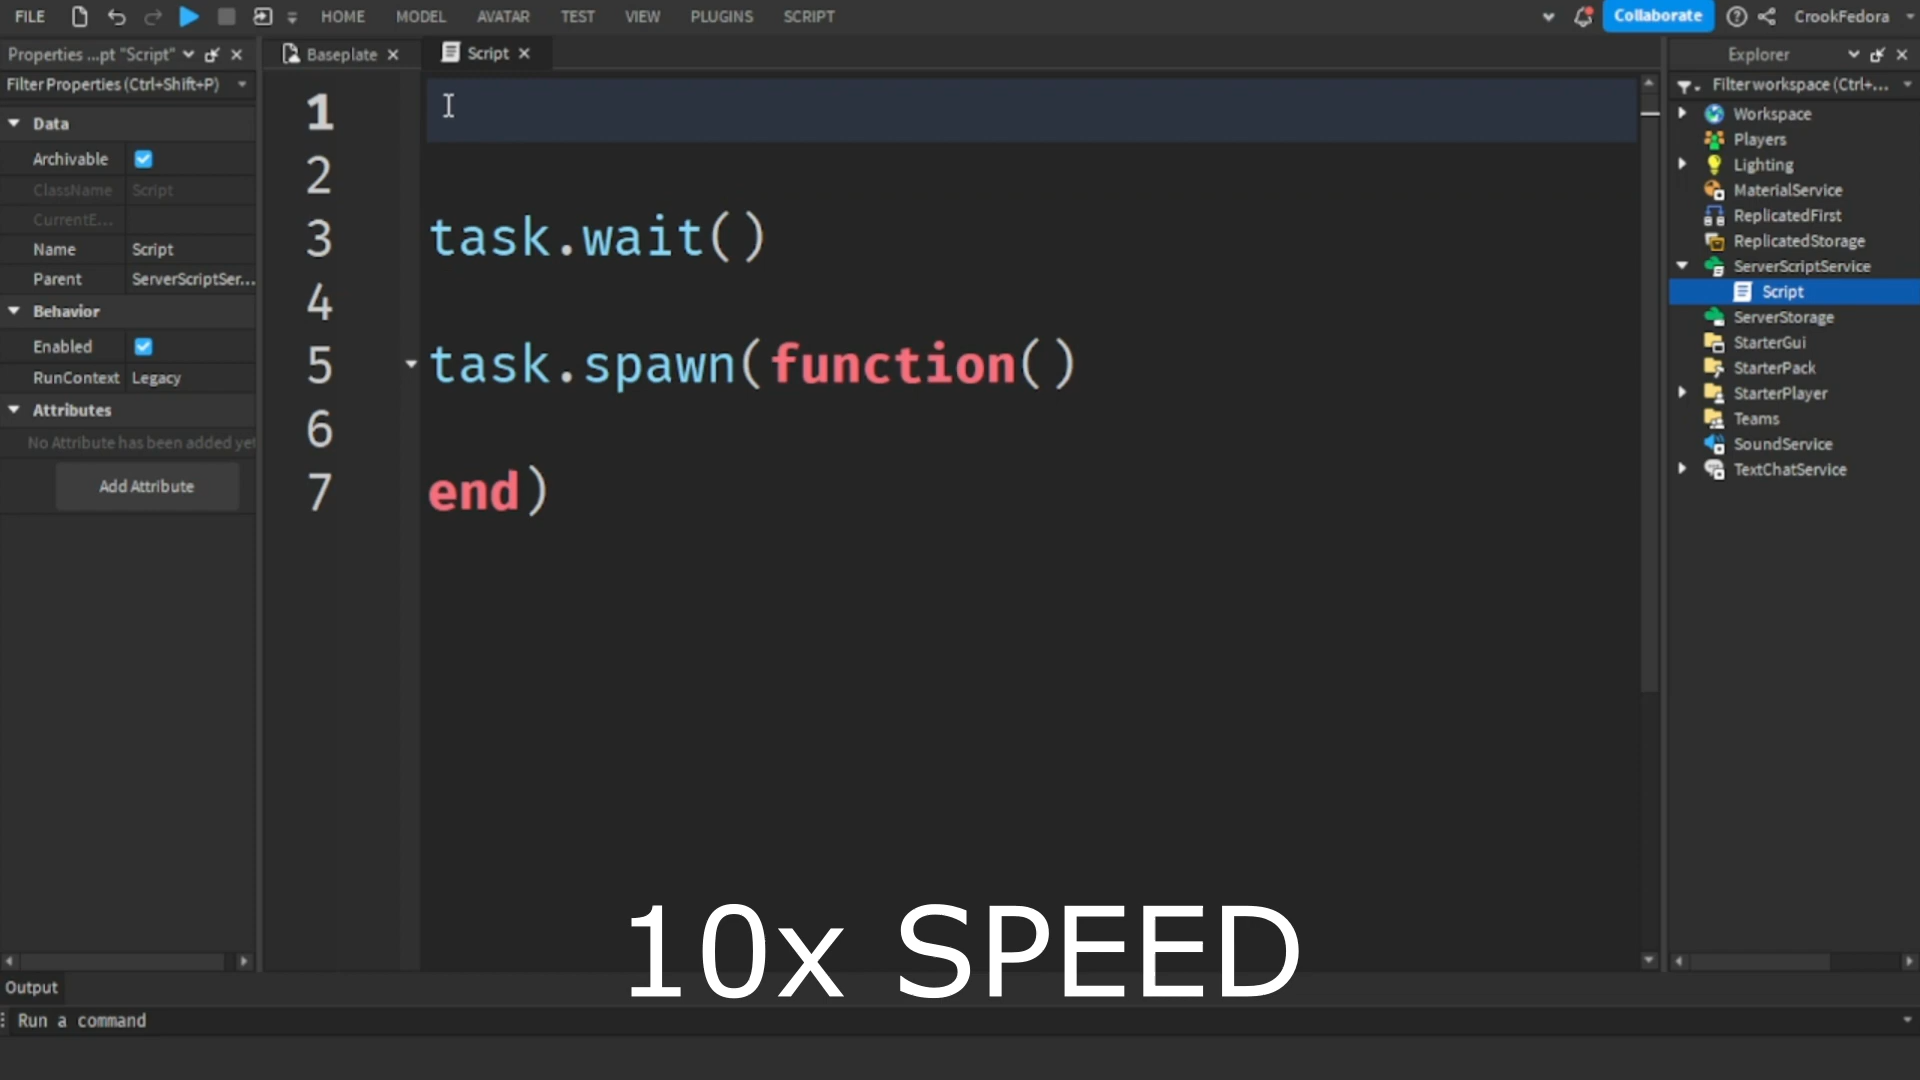 FILE HOME MODEL AVATAR TEST VIEW PLUGINS SCRIPT Collaborate CrookFedora
Properties ...pt "Script"
Filter Properties (Ctrl+Shift+P)
Data
Archivable
ClassName Script
CurrentE...
Name Script
Parent ServerScriptSer...
Behavior
Enabled
RunContext Legacy
Attributes
No Attribute has been added yet
Add Attribute
Baseplate
Script
1
2
3 task.wait()
4
5 task.spawn(function()
6
7 end)
Explorer
Filter workspace (Ctrl+...
Workspace
Players
Lighting
MaterialService
ReplicatedFirst
ReplicatedStorage
ServerScriptService
Script
ServerStorage
StarterGui
StarterPack
StarterPlayer
Teams
SoundService
TextChatService
10x SPEED
Output
Run a command